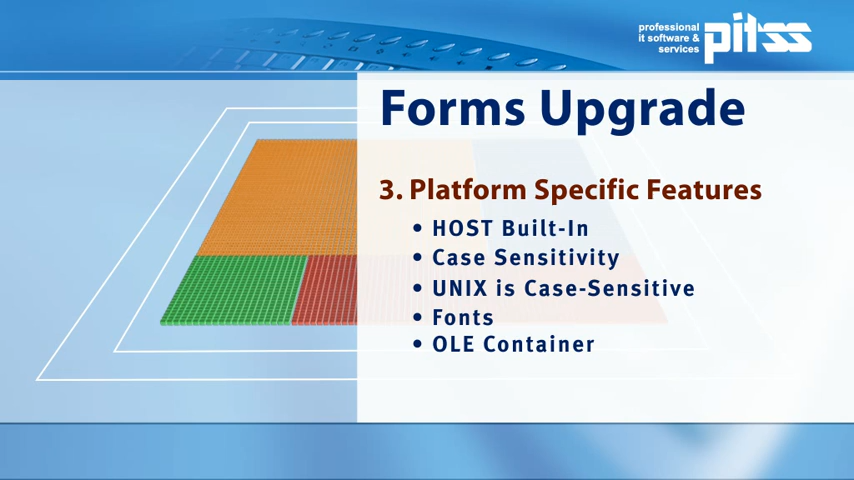 professional
it software &
services
pitss
Forms Upgrade
3. Platform Specific Features
• HOST Built-In
• Case Sensitivity
• UNIX is Case-Sensitive
• Fonts
• OLE Container